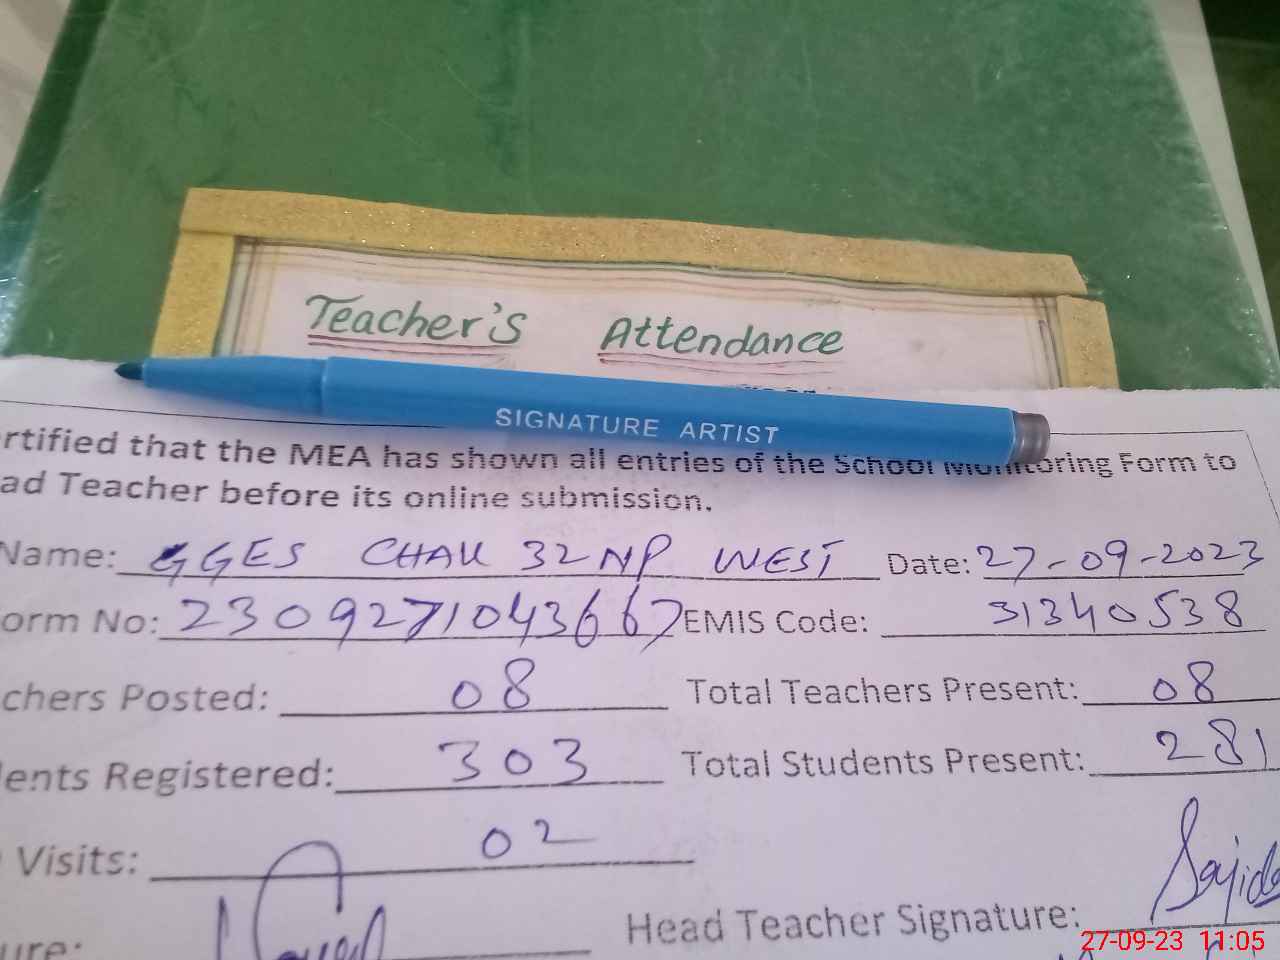 Teacher's Attendance
SIGNATURE ARTIST
rtified that the MEA has shown all entries of the School Monitoring Form to
ad Teacher before its online submission.
Name: GGES CHAK 32NP WEST Date: 27-09-2023
orm No: 2309271043667 EMIS Code: 31340538
chers Posted: 08 Total Teachers Present: 08
ents Registered: 303 Total Students Present: 281
Visits: 02
ure: Head Teacher Signature: Sajida
27-09-23 11:05